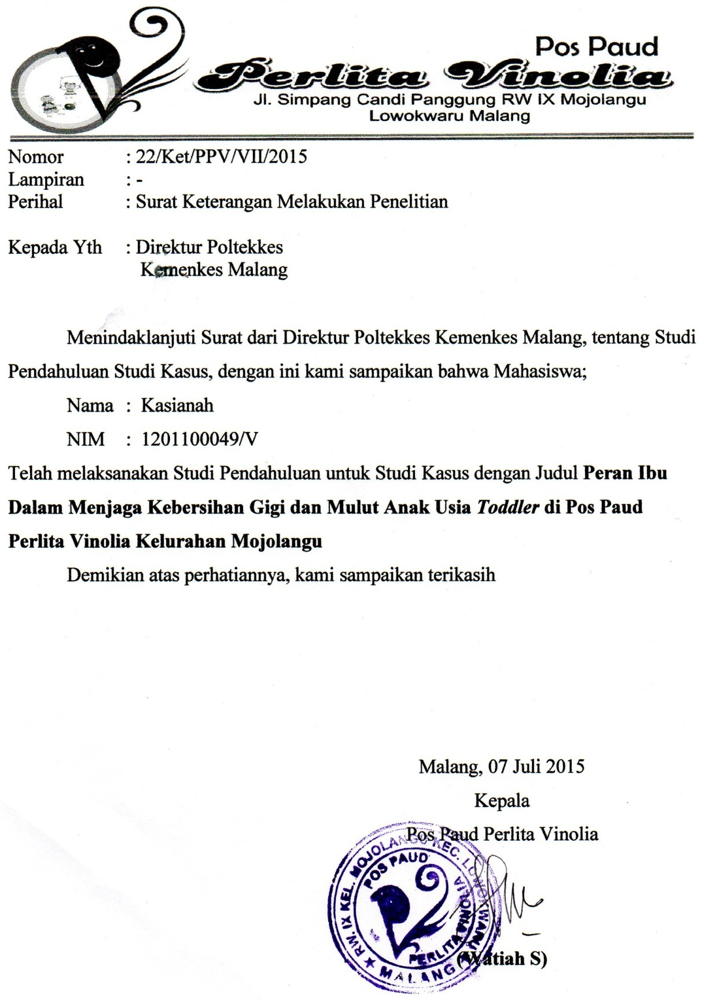 Pos Paud
Perlita Vinolia
Jl. Simpang Candi Panggung RW IX Mojolangu
Lowokwaru Malang
Nomor : 22/Ket/PPV/VII/2015
Lampiran : -
Perihal : Surat Keterangan Melakukan Penelitian
Kepada Yth : Direktur Poltekkes
Kemenkes Malang
Menindaklanjuti Surat dari Direktur Poltekkes Kemenkes Malang, tentang Studi
Pendahuluan Studi Kasus, dengan ini kami sampaikan bahwa Mahasiswa;
Nama : Kasianah
NIM : 1201100049/V
Telah melaksanakan Studi Pendahuluan untuk Studi Kasus dengan Judul Peran Ibu
Dalam Menjaga Kebersihan Gigi dan Mulut Anak Usia Toddler di Pos Paud
Perlita Vinolia Kelurahan Mojolangu
Demikian atas perhatiannya, kami sampaikan terikasih
Malang, 07 Juli 2015
Kepala
Pos Paud Perlita Vinolia
RW. IX KEL. MOJOLANGU KEC. LOWOKWARU
MALANG
POS PAUD
PERLITA VINOLIA
(Watiah S)